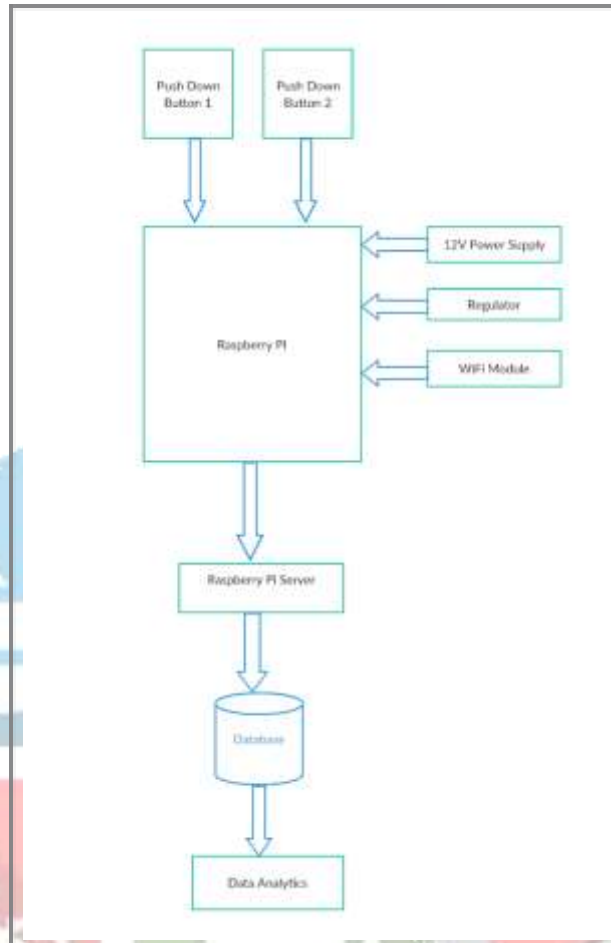 Push Down
Button 1
Push Down
Button 2
12V Power Supply
Regulator
Raspberry PI
WiFi Module
Raspberry PI Server
Database
Data Analytics